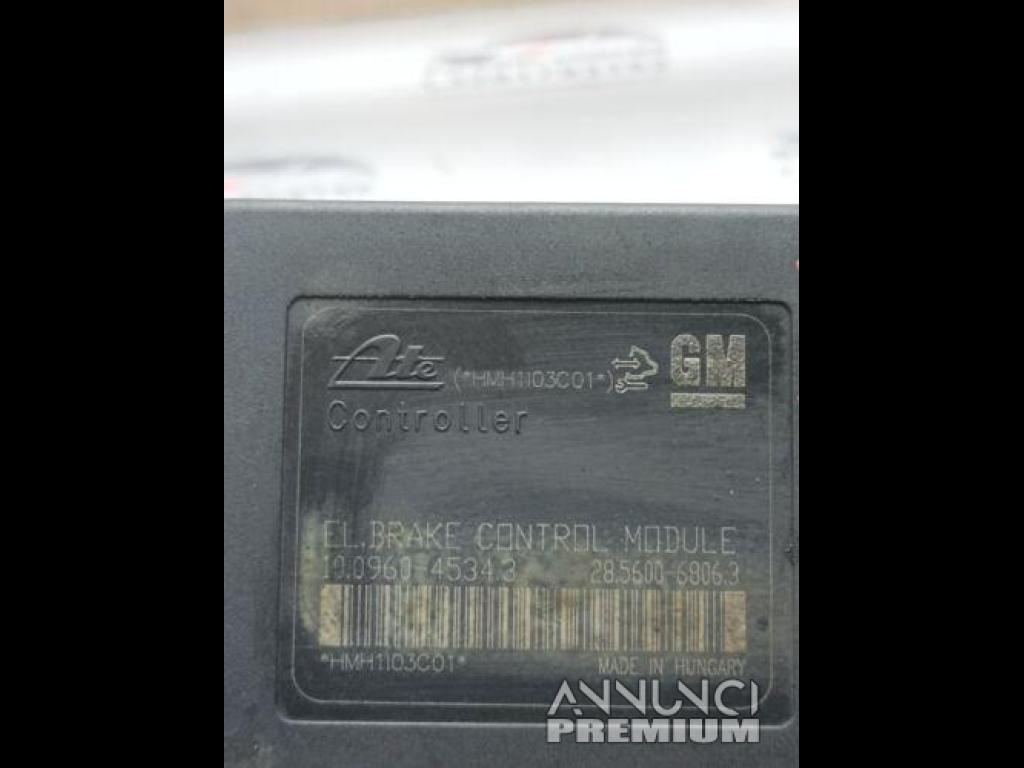 Ate (*HMH1103C01*) GM
Controller
EL.BRAKE CONTROL MODULE
10.0960-4534.3 28.5600-6806.3
*HMH1103C01*
MADE IN HUNGARY
ANNUNCI
PREMIUM